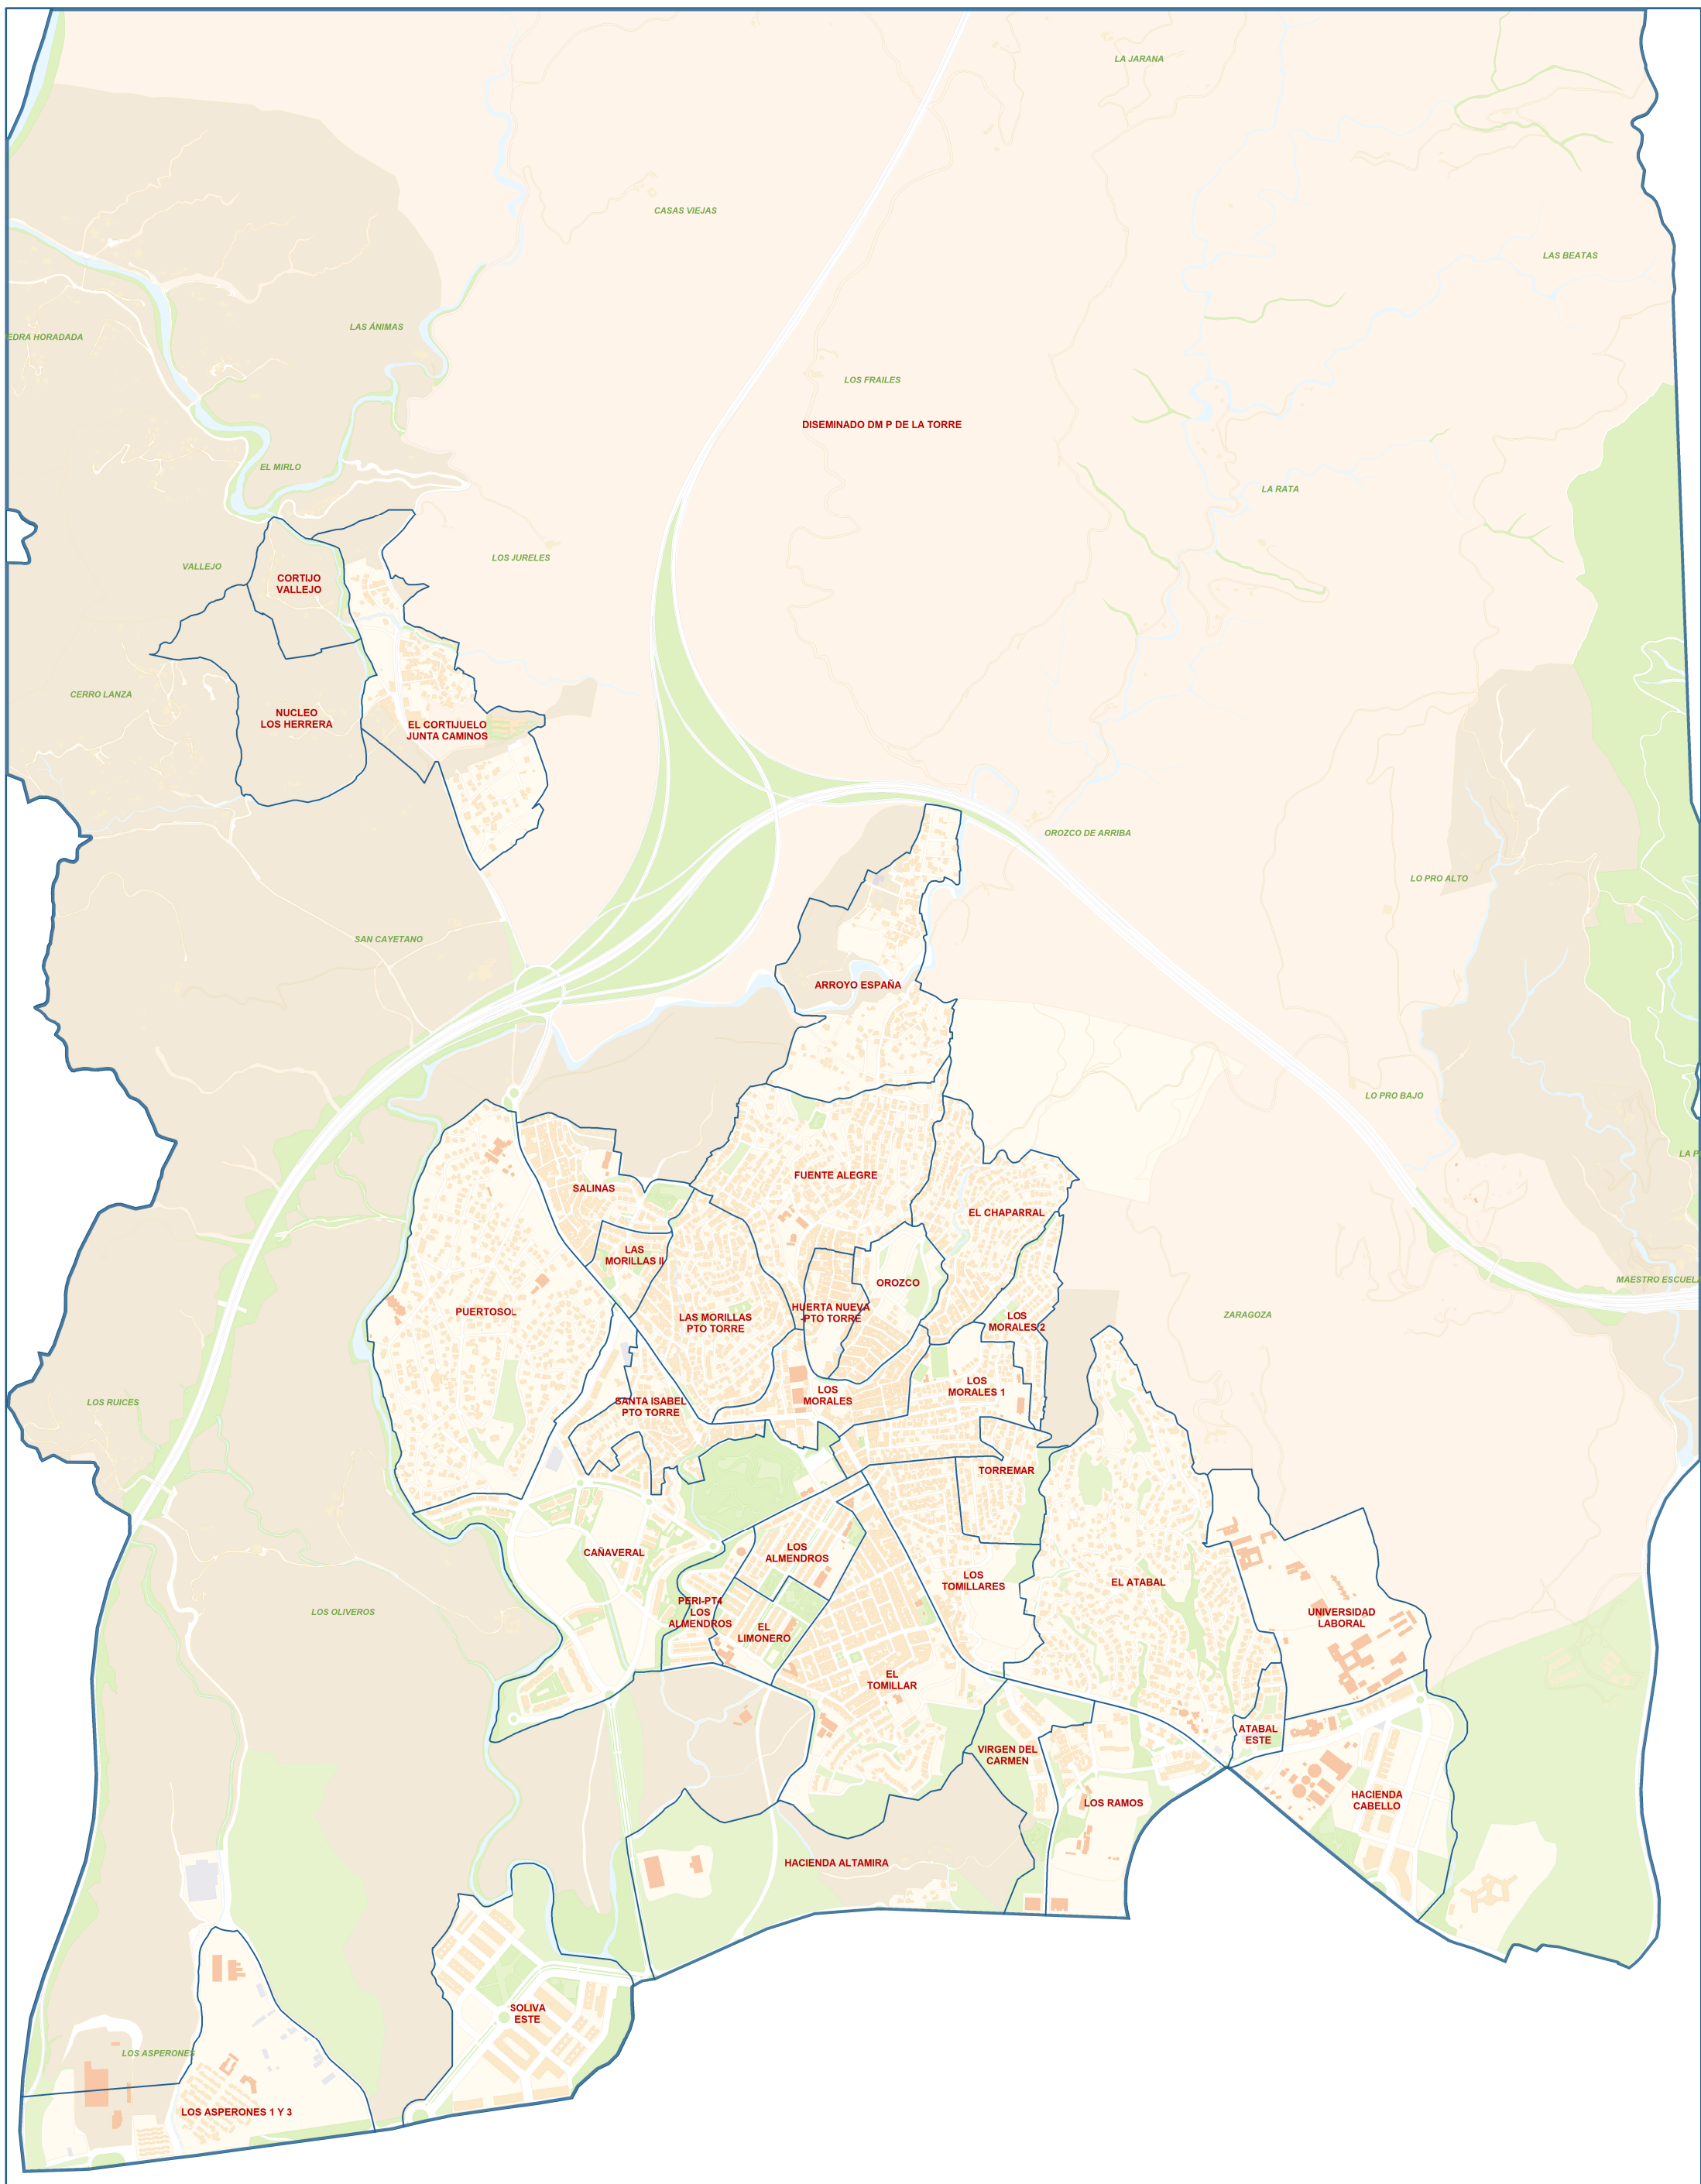 LA JARANA
CASAS VIEJAS
LAS BEATAS
LAS ÁNIMAS
EDRA HORADADA
LOS FRAILES
DISEMINADO DM P DE LA TORRE
EL MIRLO
LA RATA
LOS JURELES
VALLEJO
CORTIJO
VALLEJO
CERRO LANZA
NUCLEO
LOS HERRERA
EL CORTIJUELO
JUNTA CAMINOS
OROZCO DE ARRIBA
LO PRO ALTO
SAN CAYETANO
ARROYO ESPAÑA
LO PRO BAJO
LA P
FUENTE ALEGRE
SALINAS
EL CHAPARRAL
LAS
MORILLAS II
OROZCO
MAESTRO ESCUELA
PUERTOSOL
HUERTA NUEVA
-PTO TORRE
LAS MORILLAS
PTO TORRE
LOS
MORALES 2
ZARAGOZA
LOS
MORALES 1
LOS
MORALES
LOS RUICES
SANTA ISABEL
PTO TORRE
TORREMAR
CAÑAVERAL
LOS
ALMENDROS
LOS
TOMILLARES
EL ATABAL
PERI-PT4
LOS
ALMENDROS
LOS OLIVEROS
UNIVERSIDAD
LABORAL
EL
LIMONERO
EL
TOMILLAR
ATABAL
ESTE
VIRGEN DEL
CARMEN
HACIENDA
CABELLO
LOS RAMOS
HACIENDA ALTAMIRA
SOLIVA
ESTE
LOS ASPERONES
LOS ASPERONES 1 Y 3